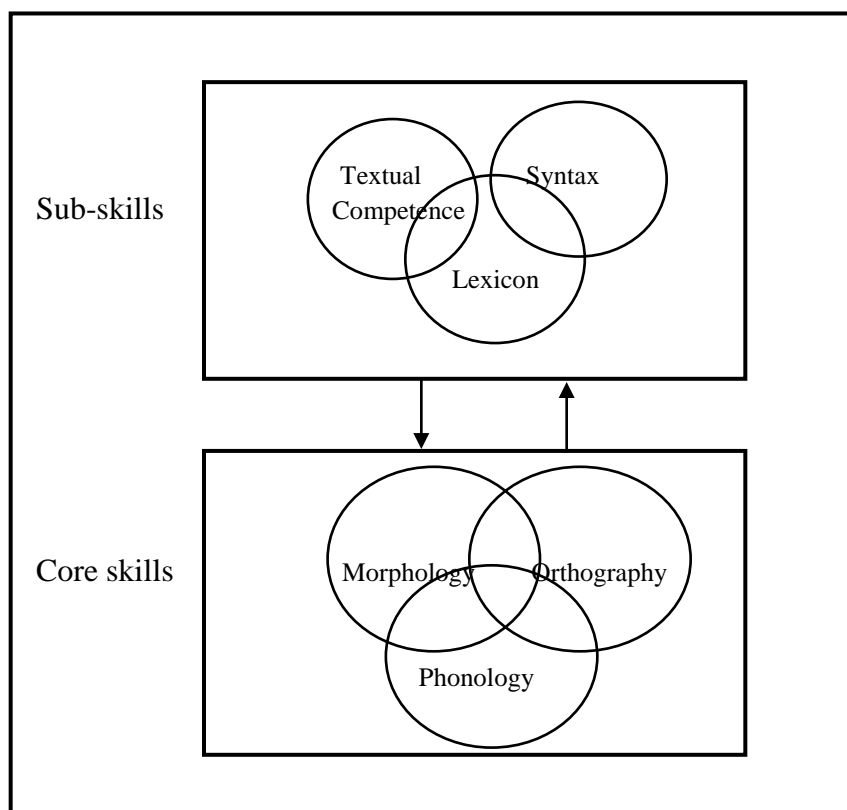 Textual
Competence
Syntax
Sub-skills
Lexicon
Core skills
Morphology
Orthography
Phonology